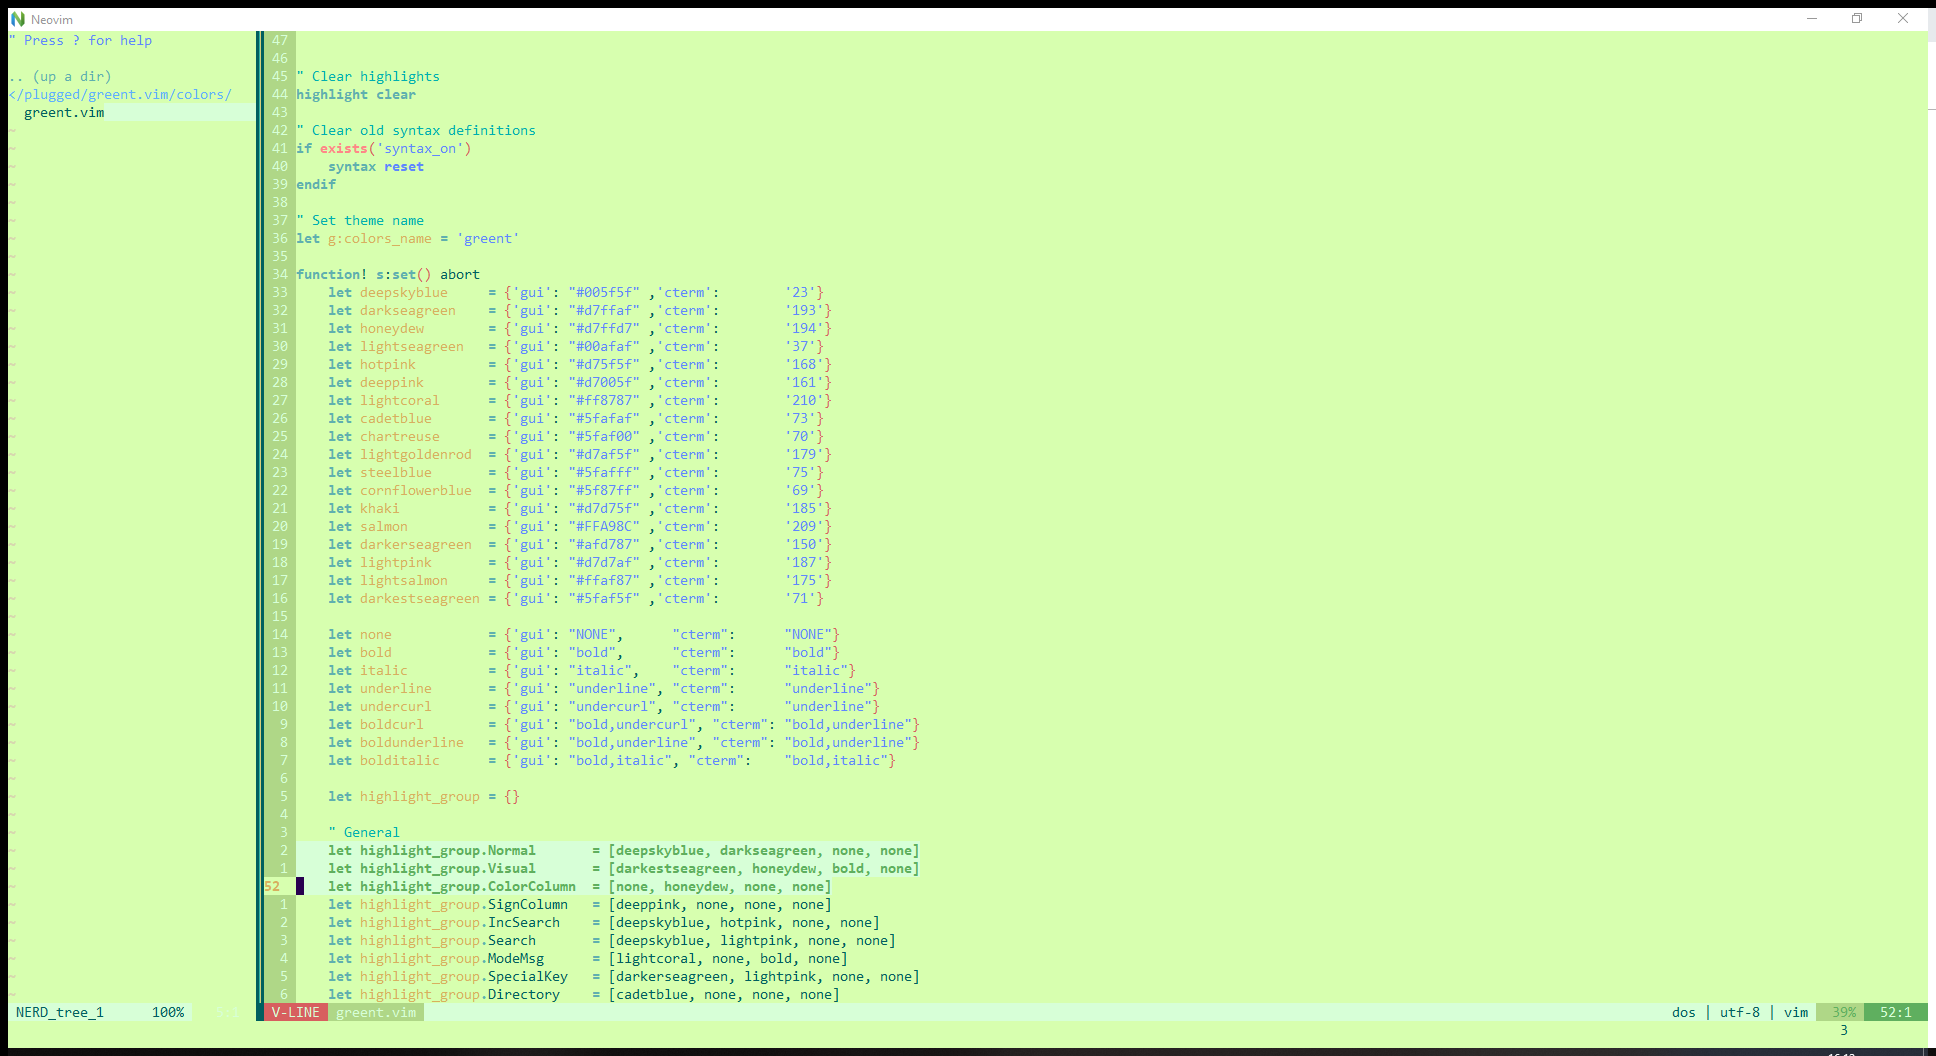 Neovim
" Press ? for help
.. (up a dir)
</plugged/greent.vim/colors/
greent.vim
47
46
45 " Clear highlights
44 highlight clear
43
42 " Clear old syntax definitions
41 if exists('syntax_on')
40 syntax reset
39 endif
38
37 " Set theme name
36 let g:colors_name = 'greent'
35
34 function! s:set() abort
33 let deepskyblue = {'gui': "#005f5f" ,'cterm': '23'}
32 let darkseagreen = {'gui': "#d7ffaf" ,'cterm': '193'}
31 let honeydew = {'gui': "#d7ffd7" ,'cterm': '194'}
30 let lightseagreen = {'gui': "#00afaf" ,'cterm': '37'}
29 let hotpink = {'gui': "#d75f5f" ,'cterm': '168'}
28 let deeppink = {'gui': "#d7005f" ,'cterm': '161'}
27 let lightcoral = {'gui': "#ff8787" ,'cterm': '210'}
26 let cadetblue = {'gui': "#5fafaf" ,'cterm': '73'}
25 let chartreuse = {'gui': "#5faf00" ,'cterm': '70'}
24 let lightgoldenrod = {'gui': "#d7af5f" ,'cterm': '179'}
23 let steelblue = {'gui': "#5fafff" ,'cterm': '75'}
22 let cornflowerblue = {'gui': "#5f87ff" ,'cterm': '69'}
21 let khaki = {'gui': "#d7d75f" ,'cterm': '185'}
20 let salmon = {'gui': "#FFA98C" ,'cterm': '209'}
19 let darkerseagreen = {'gui': "#afd787" ,'cterm': '150'}
18 let lightpink = {'gui': "#d7d7af" ,'cterm': '187'}
17 let lightsalmon = {'gui': "#ffaf87" ,'cterm': '175'}
16 let darkestseagreen = {'gui': "#5faf5f" ,'cterm': '71'}
15
14 let none = {'gui': "NONE", "cterm": "NONE"}
13 let bold = {'gui': "bold", "cterm": "bold"}
12 let italic = {'gui': "italic", "cterm": "italic"}
11 let underline = {'gui': "underline", "cterm": "underline"}
10 let undercurl = {'gui': "undercurl", "cterm": "underline"}
9 let boldcurl = {'gui': "bold,undercurl", "cterm": "bold,underline"}
8 let boldunderline = {'gui': "bold,underline", "cterm": "bold,underline"}
7 let bolditalic = {'gui': "bold,italic", "cterm": "bold,italic"}
6
5 let highlight_group = {}
4
3 " General
2 let highlight_group.Normal = [deepskyblue, darkseagreen, none, none]
1 let highlight_group.Visual = [darkestseagreen, honeydew, bold, none]
52 let highlight_group.ColorColumn = [none, honeydew, none, none]
1 let highlight_group.SignColumn = [deeppink, none, none, none]
2 let highlight_group.IncSearch = [deepskyblue, hotpink, none, none]
3 let highlight_group.Search = [deepskyblue, lightpink, none, none]
4 let highlight_group.ModeMsg = [lightcoral, none, bold, none]
5 let highlight_group.SpecialKey = [darkerseagreen, lightpink, none, none]
6 let highlight_group.Directory = [cadetblue, none, none, none]
NERD_tree_1 100%
V-LINE greent.vim dos | utf-8 | vim 39% 52:1
3